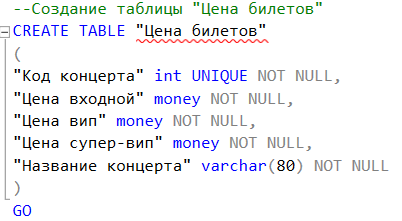 --Создание таблицы "Цена билетов"
CREATE TABLE "Цена билетов"
(
"Код концерта" int UNIQUE NOT NULL,
"Цена входной" money NOT NULL,
"Цена вип" money NOT NULL,
"Цена супер-вип" money NOT NULL,
"Название концерта" varchar(80) NOT NULL
)
GO